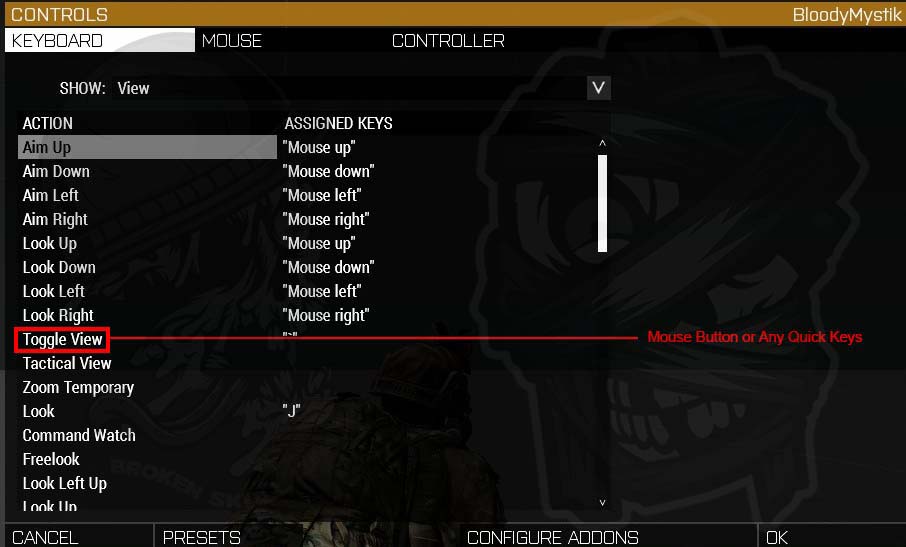 CONTROLS BloodyMystik
KEYBOARD MOUSE CONTROLLER
SHOW: View V
ACTION ASSIGNED KEYS
Aim Up "Mouse up"
Aim Down "Mouse down"
Aim Left "Mouse left"
Aim Right "Mouse right"
Look Up "Mouse up"
Look Down "Mouse down"
Look Left "Mouse left"
Look Right "Mouse right"
Toggle View "`" Mouse Button or Any Quick Keys
Tactical View
Zoom Temporary
Look "J"
Command Watch
Freelook
Look Left Up
Look Up
BROKEN
CANCEL PRESETS CONFIGURE ADDONS OK